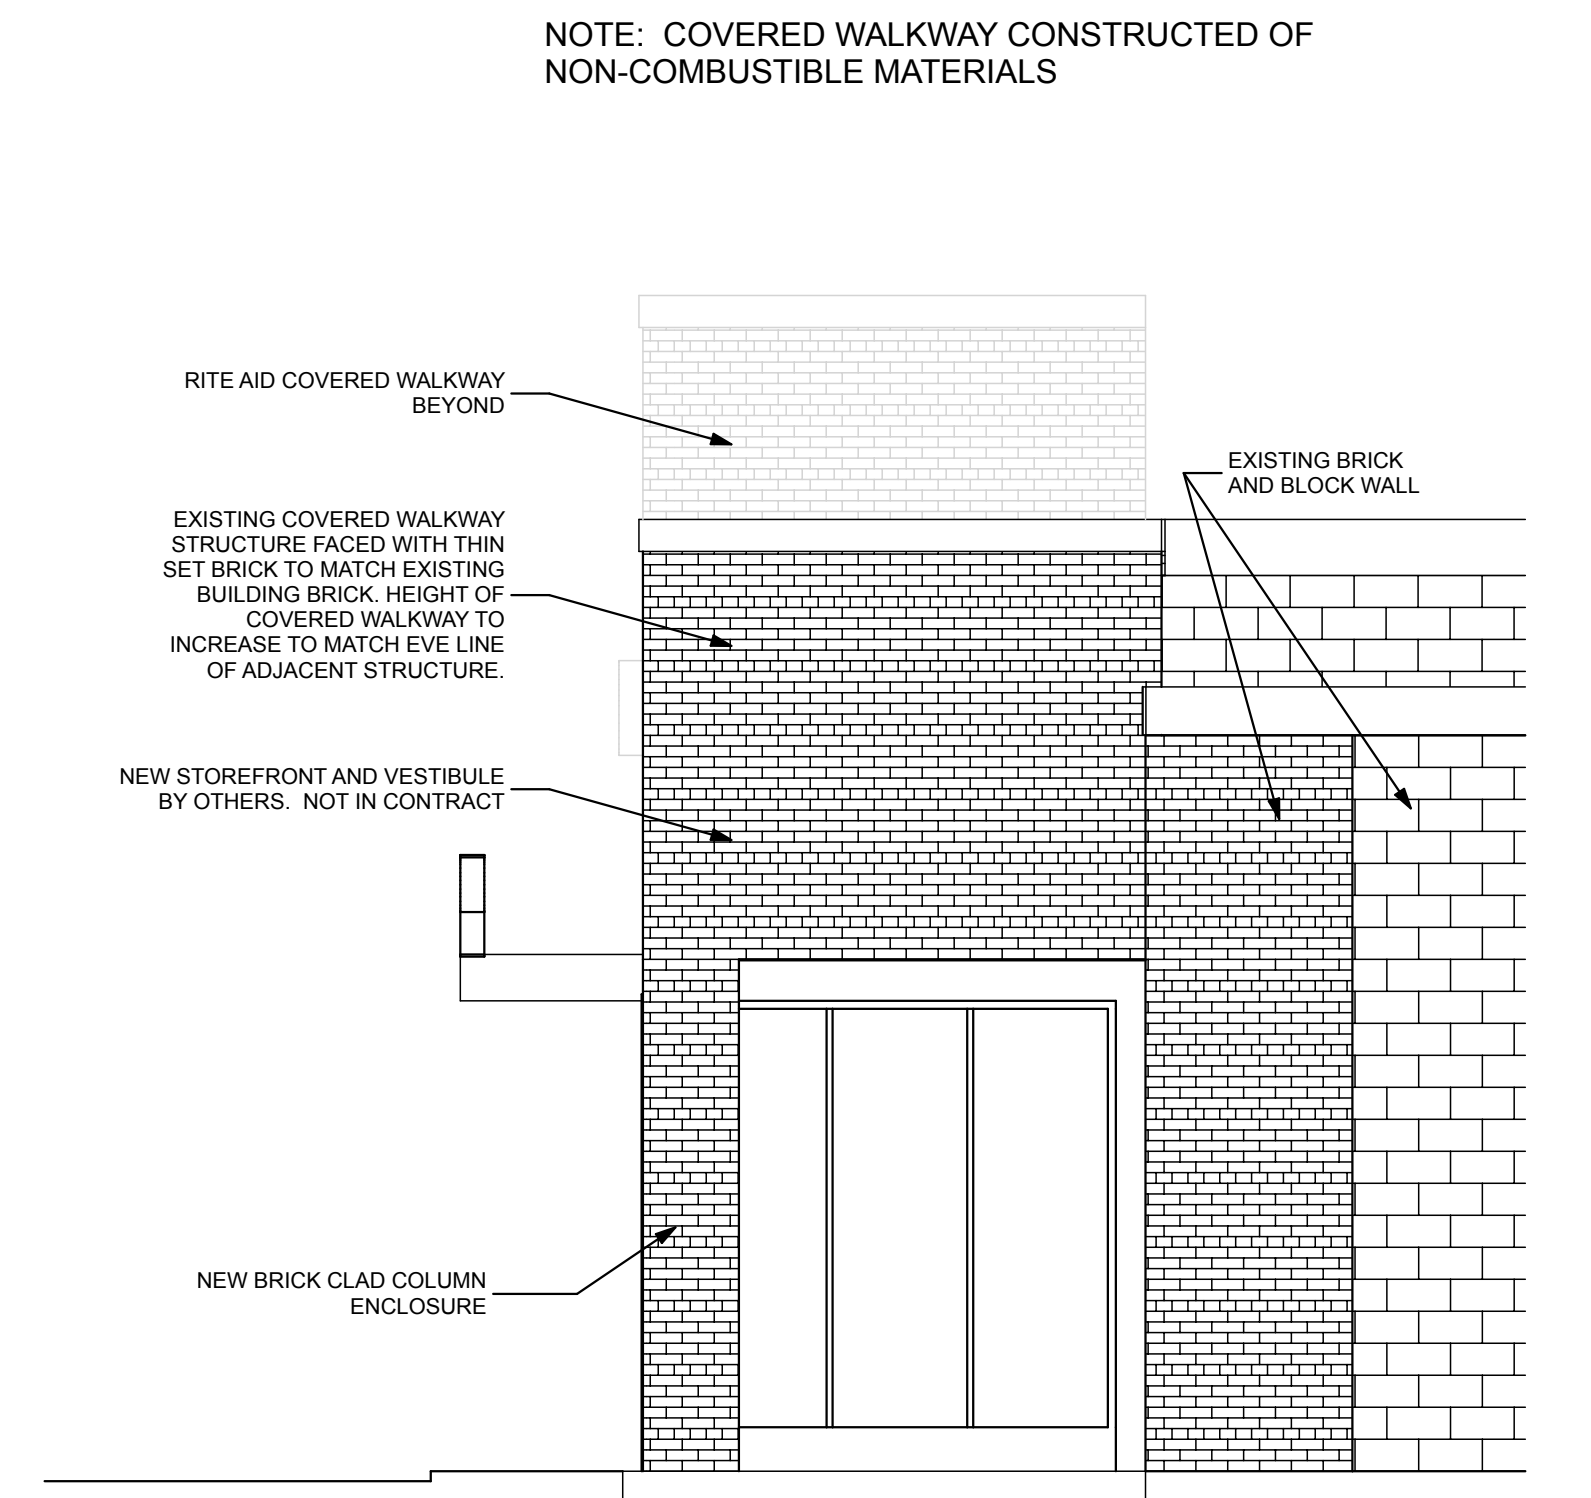 NOTE:  COVERED WALKWAY CONSTRUCTED OF
NON-COMBUSTIBLE MATERIALS
RITE AID COVERED WALKWAY
BEYOND
EXISTING BRICK
AND BLOCK WALL
EXISTING COVERED WALKWAY
STRUCTURE FACED WITH THIN
SET BRICK TO MATCH EXISTING
BUILDING BRICK. HEIGHT OF
COVERED WALKWAY TO
INCREASE TO MATCH EVE LINE
OF ADJACENT STRUCTURE.
NEW STOREFRONT AND VESTIBULE
BY OTHERS.  NOT IN CONTRACT
NEW BRICK CLAD COLUMN
ENCLOSURE